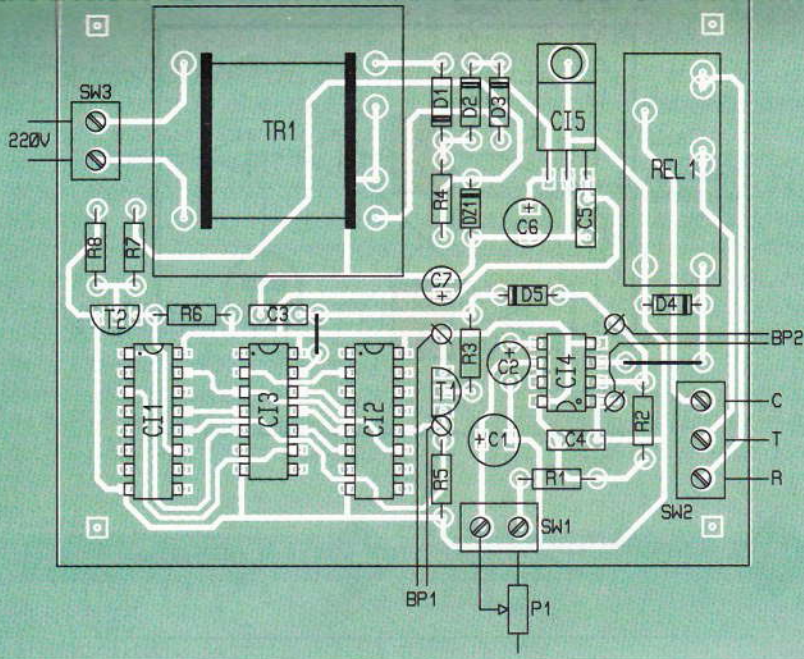 SW3
220V
TR1
D1
D2
D3
CI5
REL1
R4
DZ1
C6
C5
R8
R7
C7
D5
D4
T2
R6
C3
R3
C2
CI4
BP2
CI1
CI3
CI2
T1
C1
C4
R2
C
T
R
R5
R1
SW1
SW2
BP1
P1